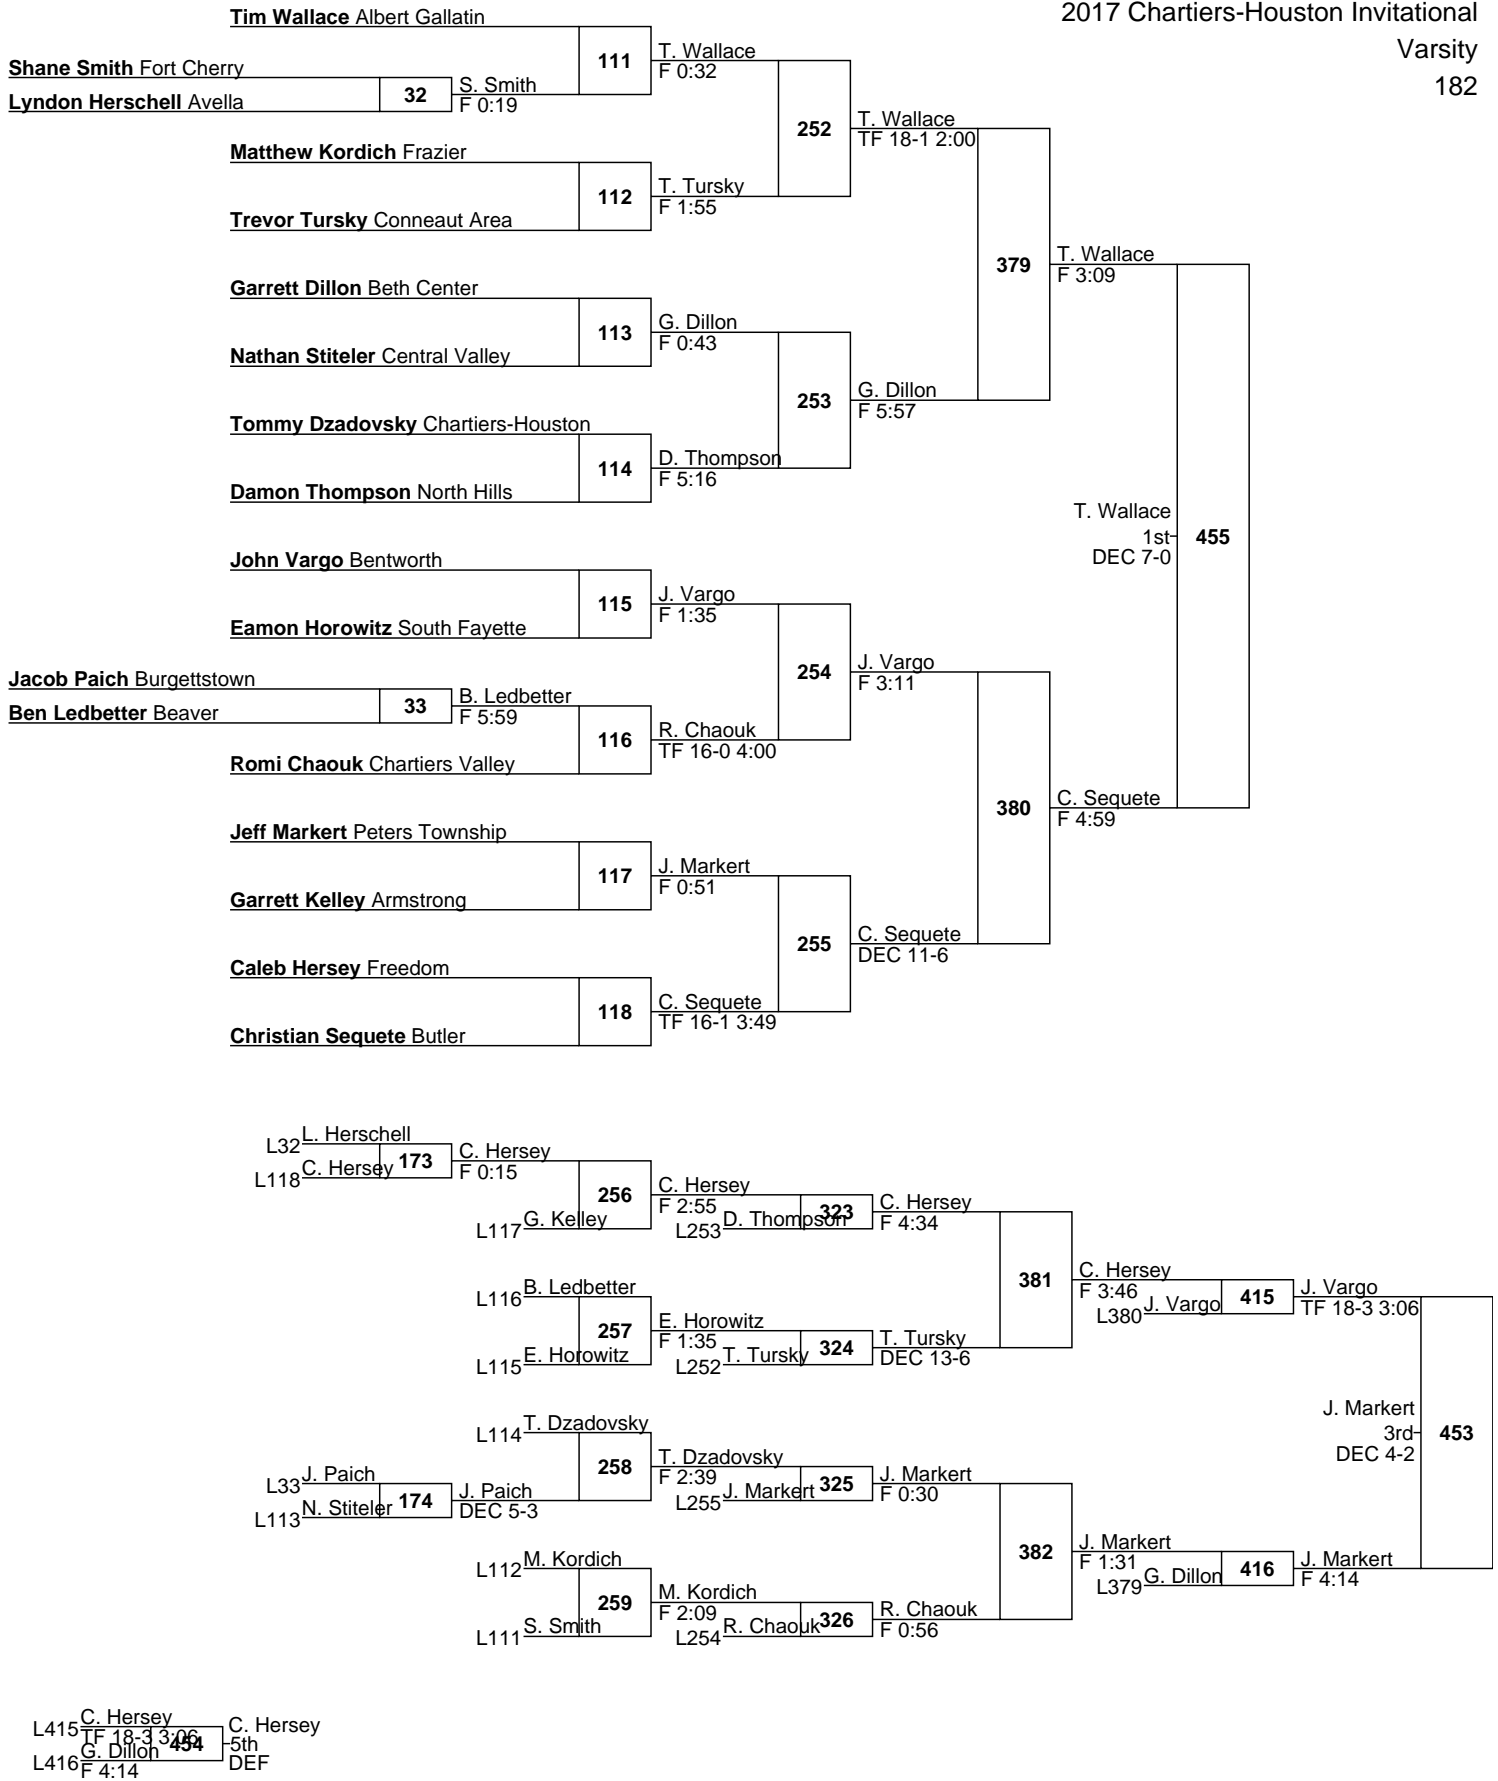 2017 Chartiers-Houston Invitational
Varsity
182
Tim Wallace Albert Gallatin
111
T. Wallace
F 0:32
Shane Smith Fort Cherry
32
S. Smith
F 0:19
Lyndon Herschell Avella
252
T. Wallace
TF 18-1 2:00
Matthew Kordich Frazier
112
T. Tursky
F 1:55
Trevor Tursky Conneaut Area
379
T. Wallace
F 3:09
Garrett Dillon Beth Center
113
G. Dillon
F 0:43
Nathan Stiteler Central Valley
253
G. Dillon
F 5:57
Tommy Dzadovsky Chartiers-Houston
114
D. Thompson
F 5:16
Damon Thompson North Hills
T. Wallace
1st
DEC 7-0
455
John Vargo Bentworth
115
J. Vargo
F 1:35
Eamon Horowitz South Fayette
254
J. Vargo
F 3:11
Jacob Paich Burgettstown
33
B. Ledbetter
F 5:59
Ben Ledbetter Beaver
116
R. Chaouk
TF 16-0 4:00
Romi Chaouk Chartiers Valley
380
C. Sequete
F 4:59
Jeff Markert Peters Township
117
J. Markert
F 0:51
Garrett Kelley Armstrong
255
C. Sequete
DEC 11-6
Caleb Hersey Freedom
118
C. Sequete
TF 16-1 3:49
Christian Sequete Butler
L32 L. Herschell
173
C. Hersey
F 0:15
L118 C. Hersey
256
C. Hersey
F 2:55
L117 G. Kelley
323
L253 D. Thompson
C. Hersey
F 4:34
381
C. Hersey
F 3:46
L116 B. Ledbetter
257
E. Horowitz
F 1:35
L115 E. Horowitz
324
L252 T. Tursky
T. Tursky
DEC 13-6
L380 J. Vargo
415
J. Vargo
TF 18-3 3:06
L114 T. Dzadovsky
258
T. Dzadovsky
F 2:39
L33 J. Paich
174
J. Paich
DEC 5-3
L113 N. Stiteler
L255 J. Markert
325
J. Markert
F 0:30
J. Markert
3rd
DEC 4-2
453
382
J. Markert
F 1:31
L112 M. Kordich
259
M. Kordich
F 2:09
L111 S. Smith
L254 R. Chaouk
326
R. Chaouk
F 0:56
L379 G. Dillon
416
J. Markert
F 4:14
L415 C. Hersey
TF 18-3 3:06
454
C. Hersey
5th
DEF
L416 G. Dillon
F 4:14